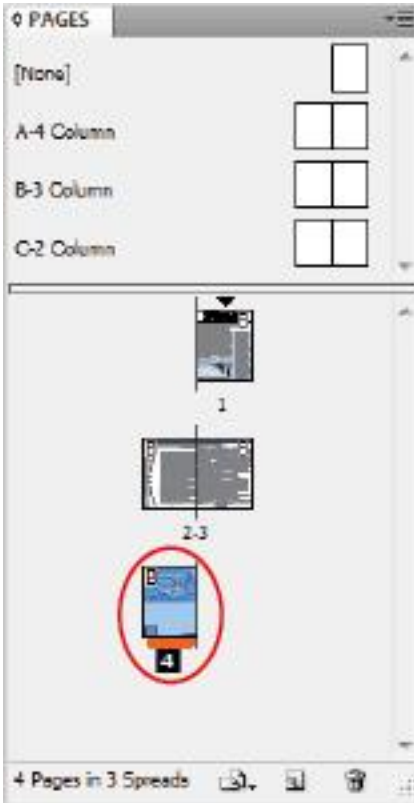 PAGES
[None]
A-4 Column
B-3 Column
C-2 Column
1
2-3
4
4 Pages in 3 Spreads